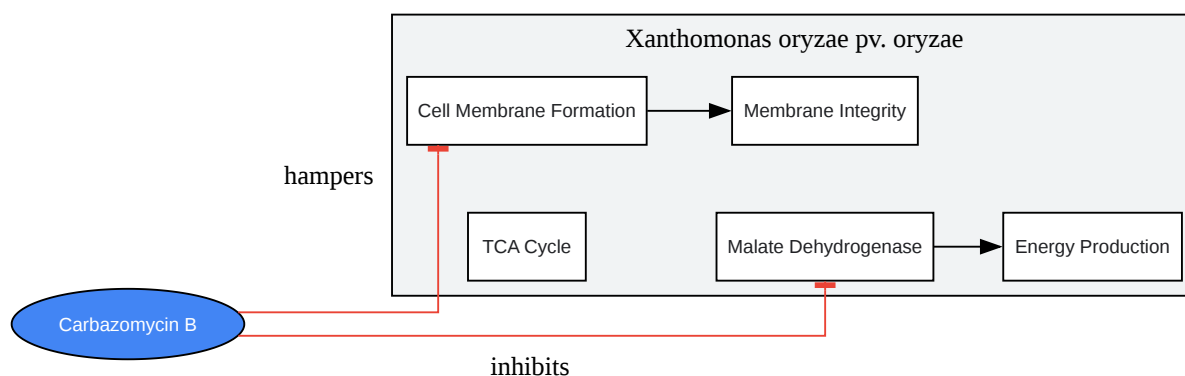 Xanthomonas oryzae pv. oryzae
Cell Membrane Formation
Membrane Integrity
hampers
TCA Cycle
Malate Dehydrogenase
Energy Production
Carbazomycin B
inhibits